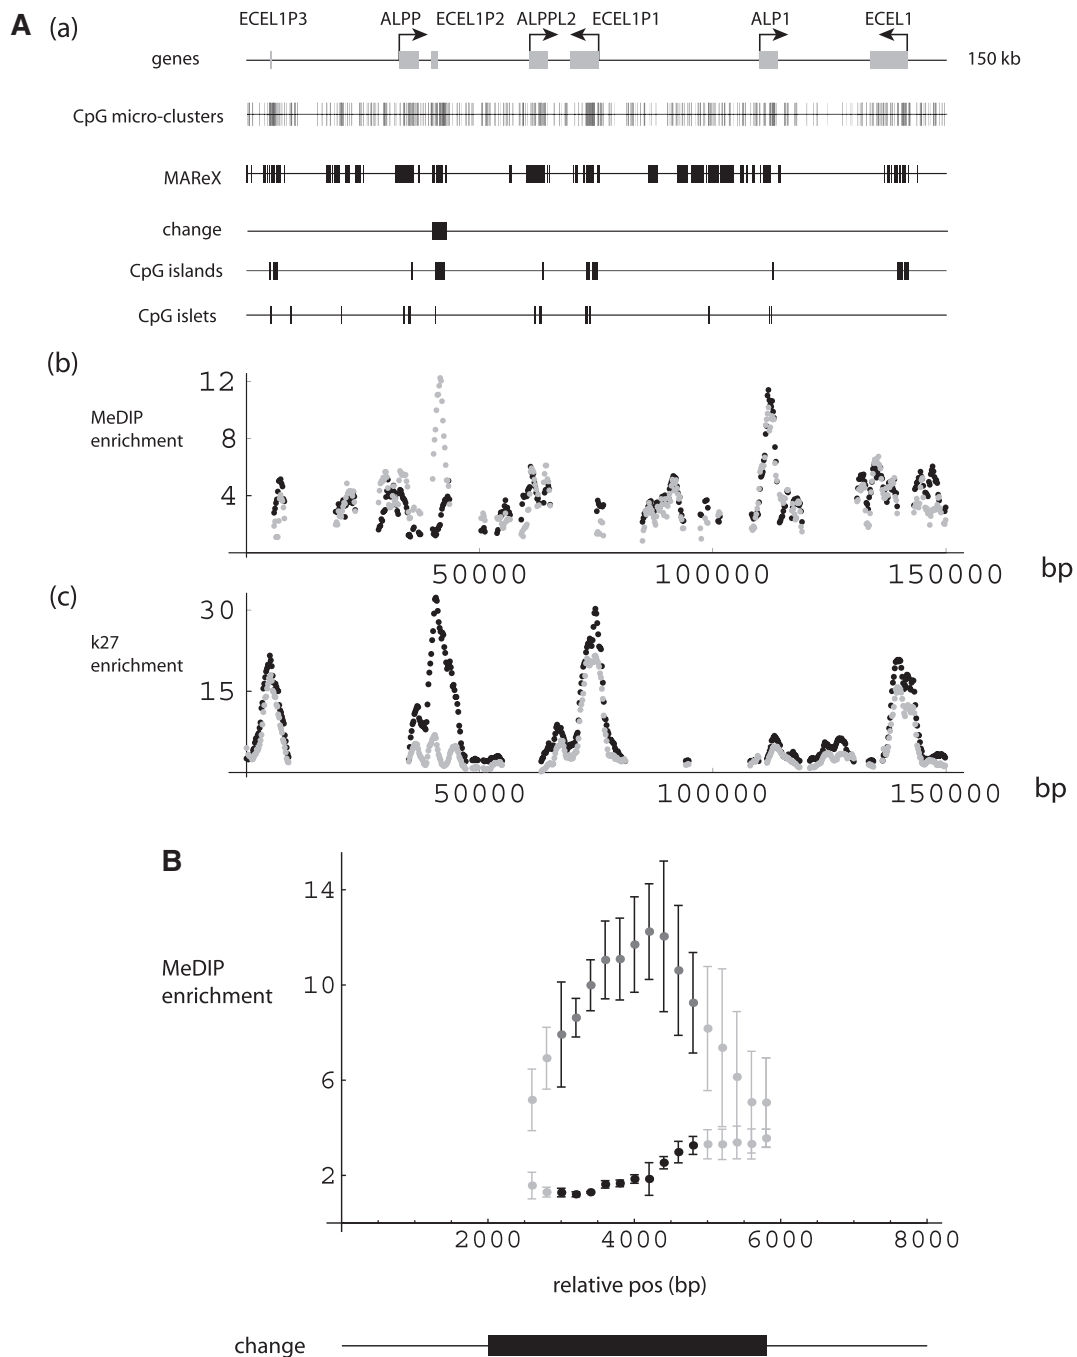 A (a)
ECEL1P3 ALPP ECEL1P2 ALPPL2 ECEL1P1 ALP1 ECEL1
genes 150 kb
CpG micro-clusters
MAReX
change
CpG islands
CpG islets
(b)
MeDIP
enrichment
12
8
4
50000 100000 150000 bp
(c)
k27
enrichment
30
15
50000 100000 150000 bp
B
MeDIP
enrichment
14
10
6
2
2000 4000 6000 8000
relative pos (bp)
change